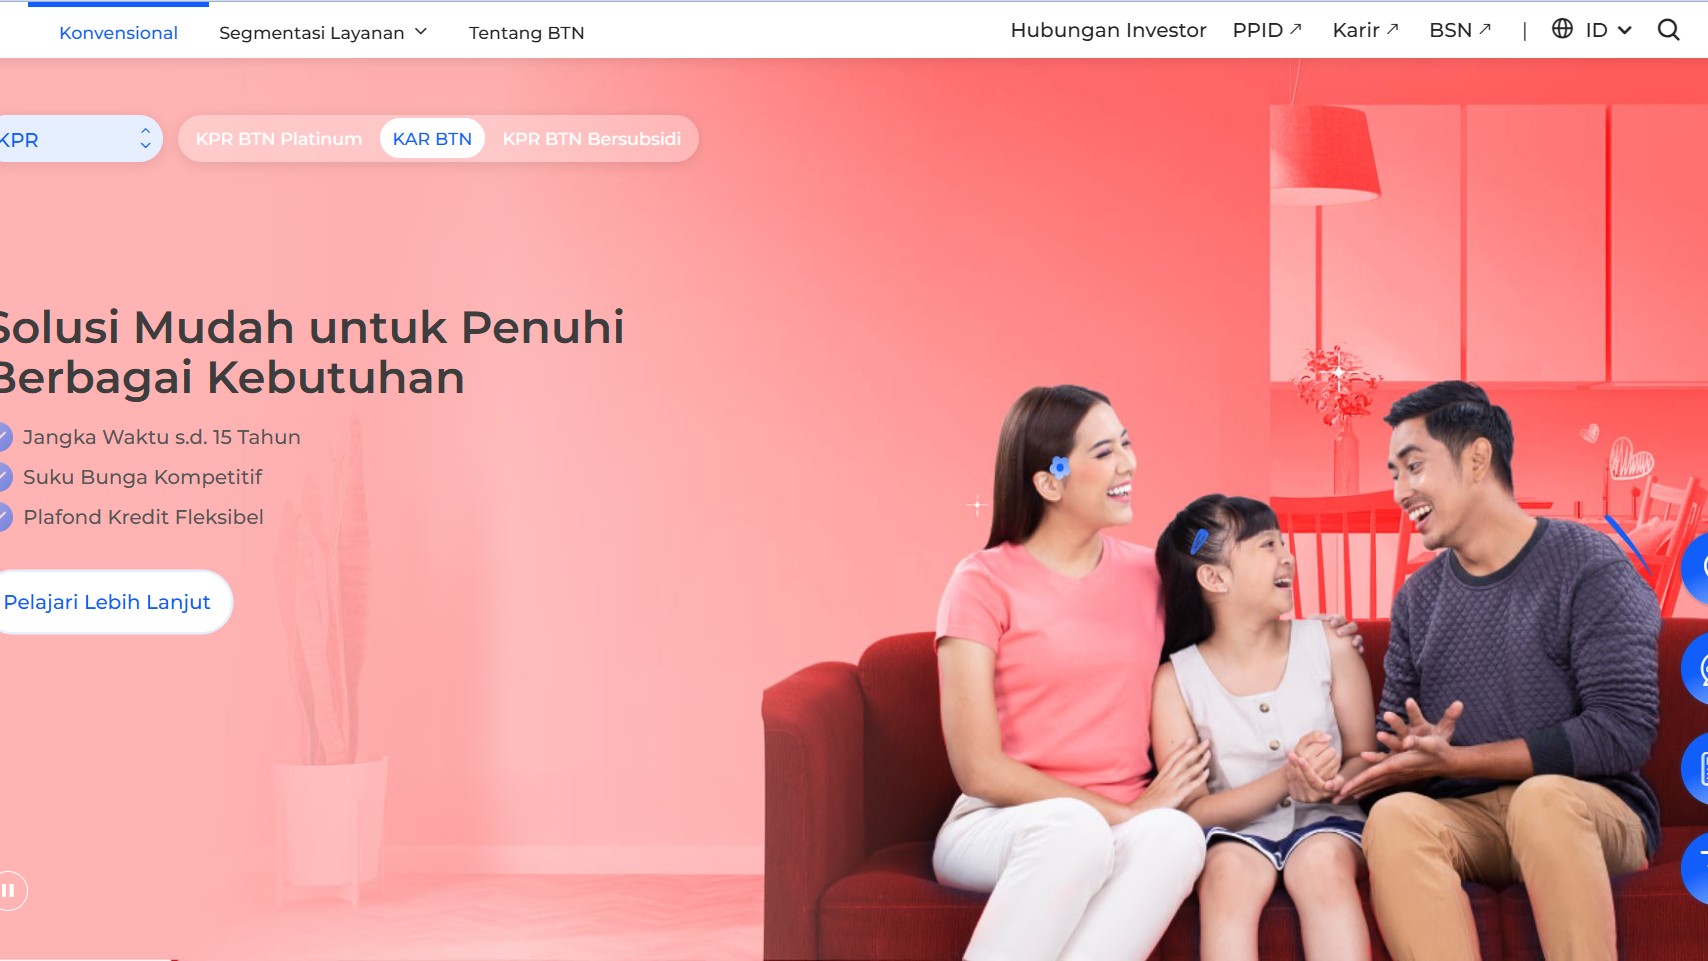 Konvensional
Segmentasi Layanan
Tentang BTN
Hubungan Investor
PPID
Karir
BSN
|
ID
KPR
KPR BTN Platinum
KAR BTN
KPR BTN Bersubsidi
Solusi Mudah untuk Penuhi
Berbagai Kebutuhan
Jangka Waktu s.d. 15 Tahun
Suku Bunga Kompetitif
Plafond Kredit Fleksibel
Pelajari Lebih Lanjut